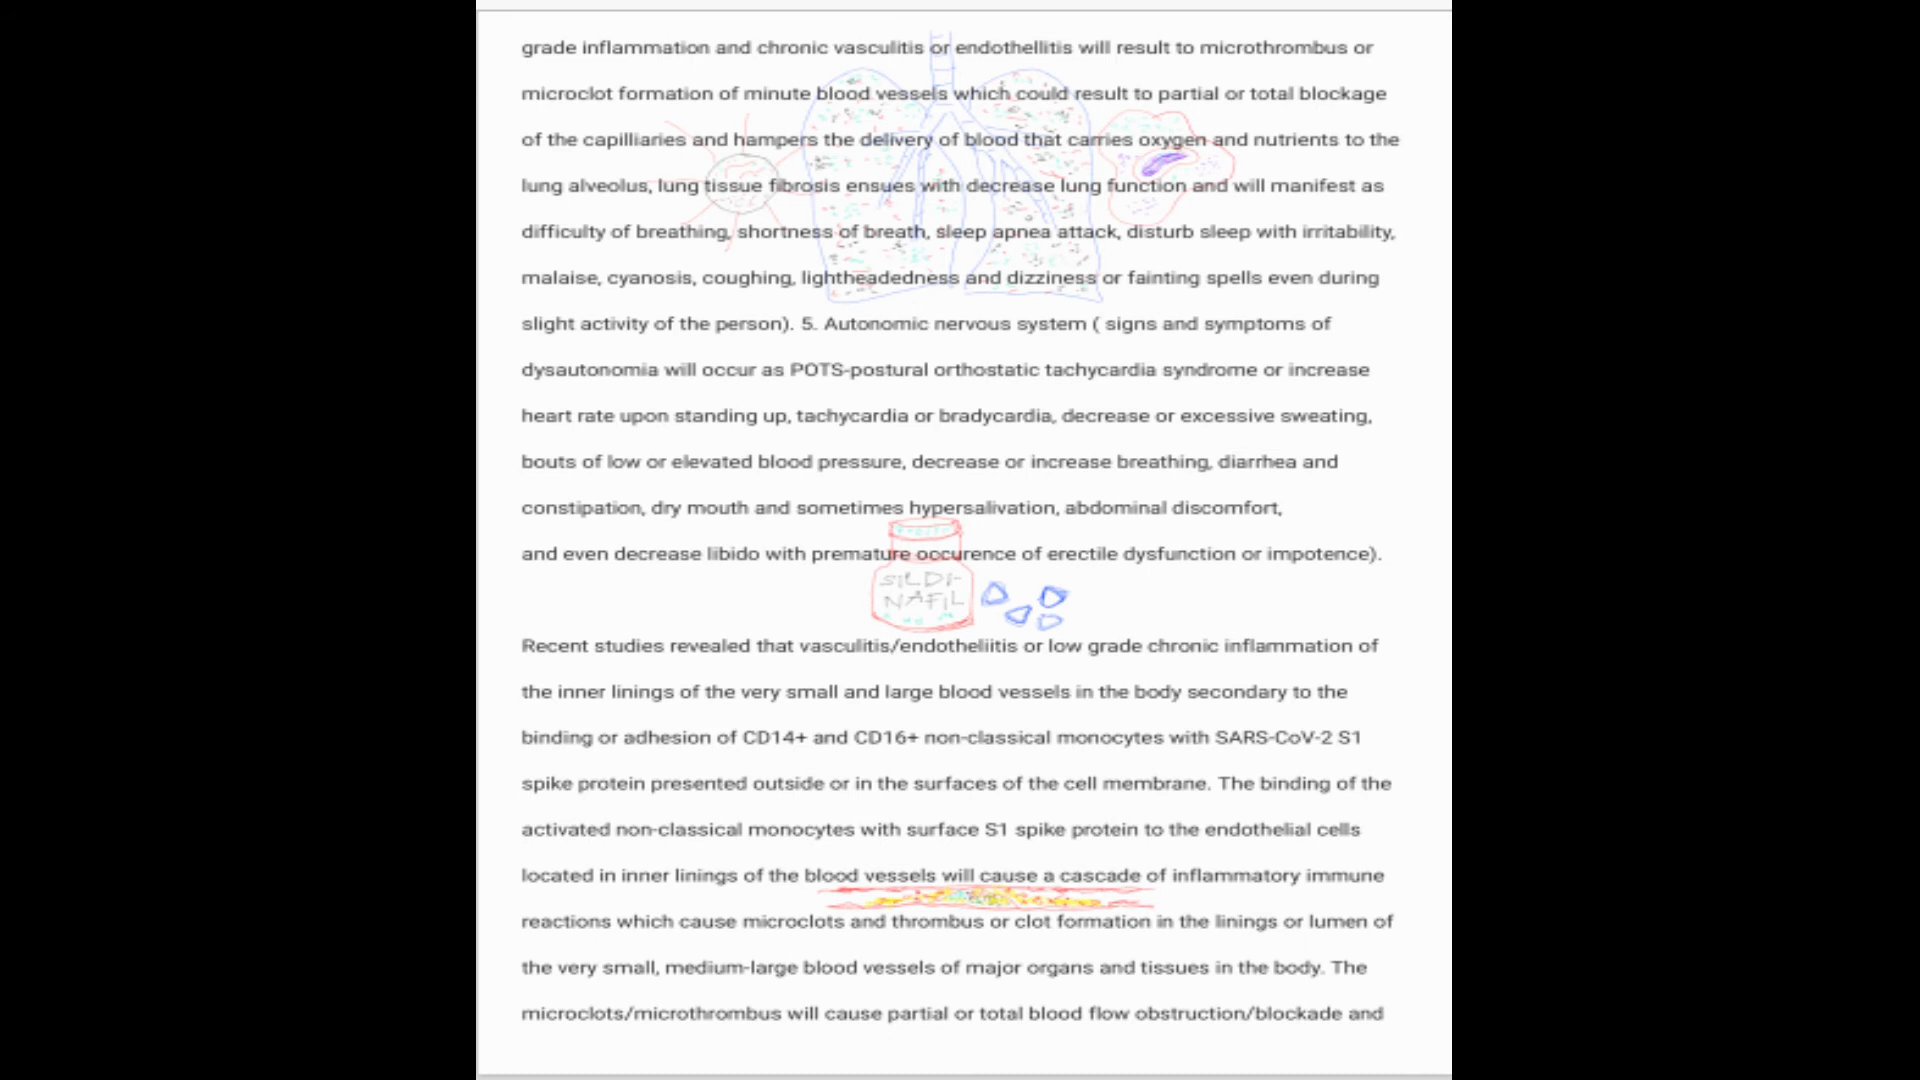 grade inflammation and chronic vasculitis or endothellitis will result to microthrombus or
microclot formation of minute blood vessels which could result to partial or total blockage
of the capilliaries and hampers the delivery of blood that carries oxygen and nutrients to the
lung alveolus, lung tissue fibrosis ensues with decrease lung function and will manifest as
difficulty of breathing, shortness of breath, sleep apnea attack, disturb sleep with irritability,
malaise, cyanosis, coughing, lightheadedness and dizziness or fainting spells even during
slight activity of the person). 5. Autonomic nervous system ( signs and symptoms of
dysautonomia will occur as POTS-postural orthostatic tachycardia syndrome or increase
heart rate upon standing up, tachycardia or bradycardia, decrease or excessive sweating,
bouts of low or elevated blood pressure, decrease or increase breathing, diarrhea and
constipation, dry mouth and sometimes hypersalivation, abdominal discomfort,
and even decrease libido with premature occurence of erectile dysfunction or impotence).
SILDI-
NAFIL
Recent studies revealed that vasculitis/endotheliitis or low grade chronic inflammation of
the inner linings of the very small and large blood vessels in the body secondary to the
binding or adhesion of CD14+ and CD16+ non-classical monocytes with SARS-CoV-2 S1
spike protein presented outside or in the surfaces of the cell membrane. The binding of the
activated non-classical monocytes with surface S1 spike protein to the endothelial cells
located in inner linings of the blood vessels will cause a cascade of inflammatory immune
reactions which cause microclots and thrombus or clot formation in the linings or lumen of
the very small, medium-large blood vessels of major organs and tissues in the body. The
microclots/microthrombus will cause partial or total blood flow obstruction/blockade and